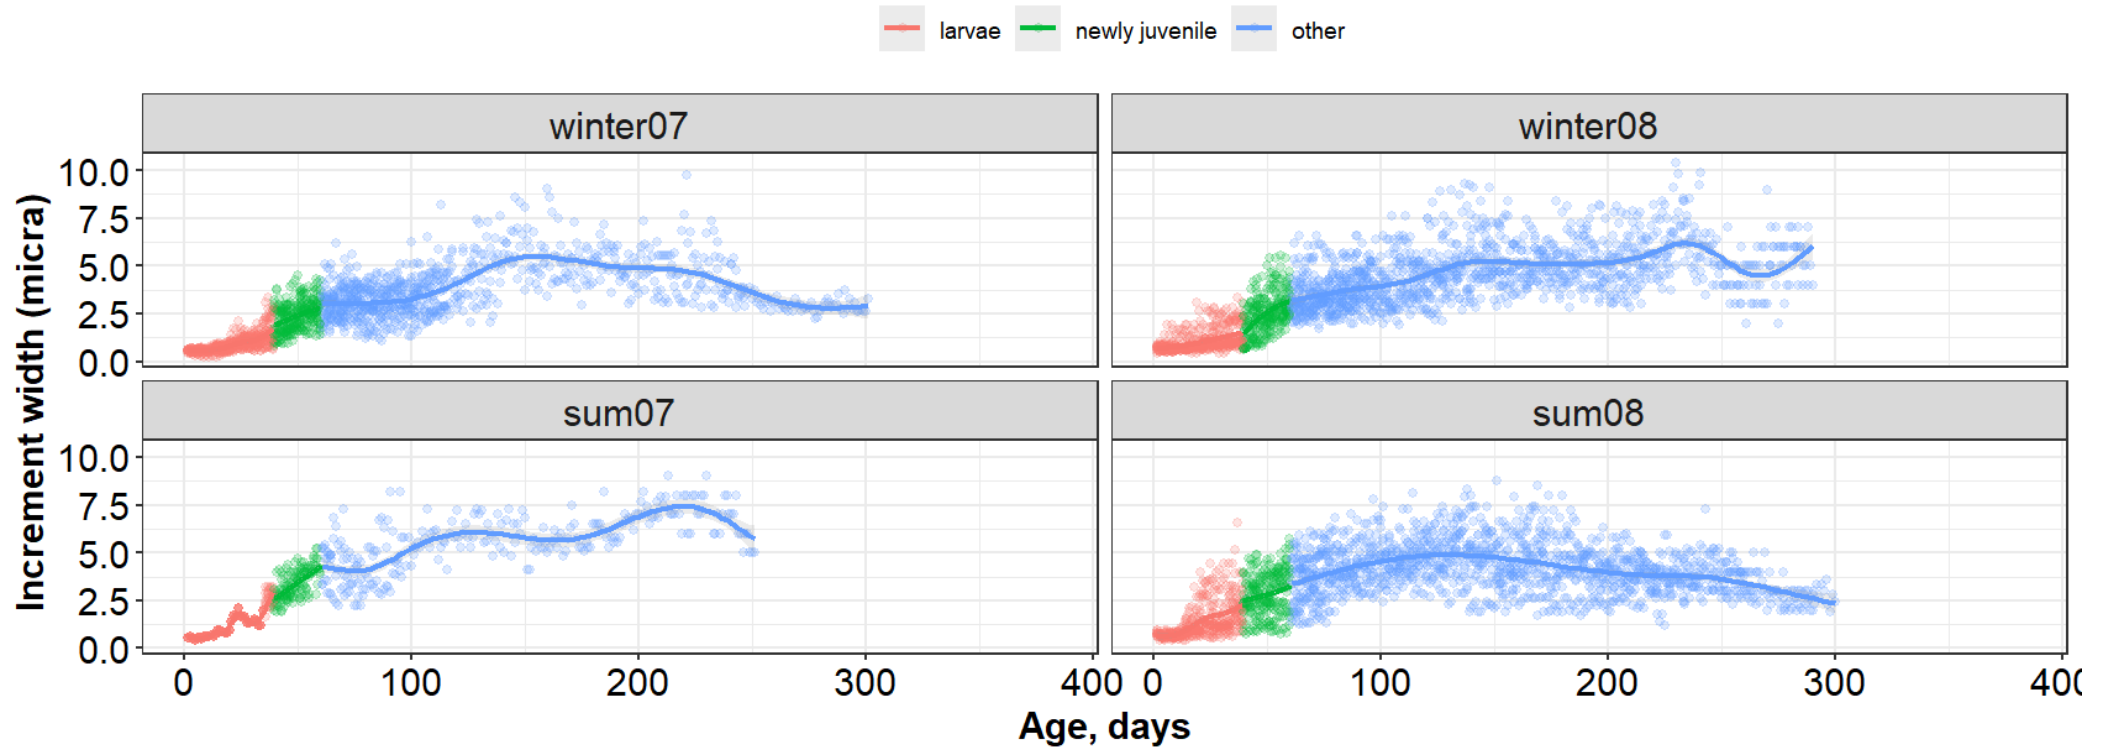 larvae newly juvenile other
winter07 winter08
10.0 7.5 5.0 2.5 0.0
sum07 sum08
10.0 7.5 5.0 2.5 0.0
Increment width (micra)
0 100 200 300 400 0 100 200 300 400
Age, days